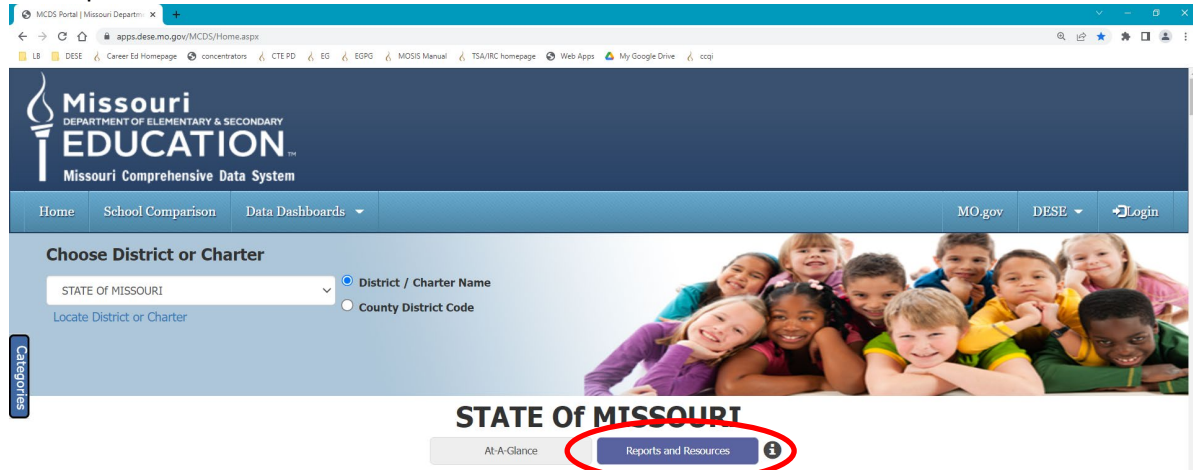 MCDS Portal | Missouri Departme
apps.dese.mo.gov/MCDS/Home.aspx
LB DESE Career Ed Homepage concentrators CTE PD EG EGPG MOSIS Manual TSA/IRC homepage Web Apps My Google Drive ccqi
Missouri
DEPARTMENT OF ELEMENTARY & SECONDARY
EDUCATION™
Missouri Comprehensive Data System
Home School Comparison Data Dashboards MO.gov DESE Login
Choose District or Charter
STATE Of MISSOURI
District / Charter Name
County District Code
Locate District or Charter
Categories
STATE Of MISSOURI
At-A-Glance Reports and Resources